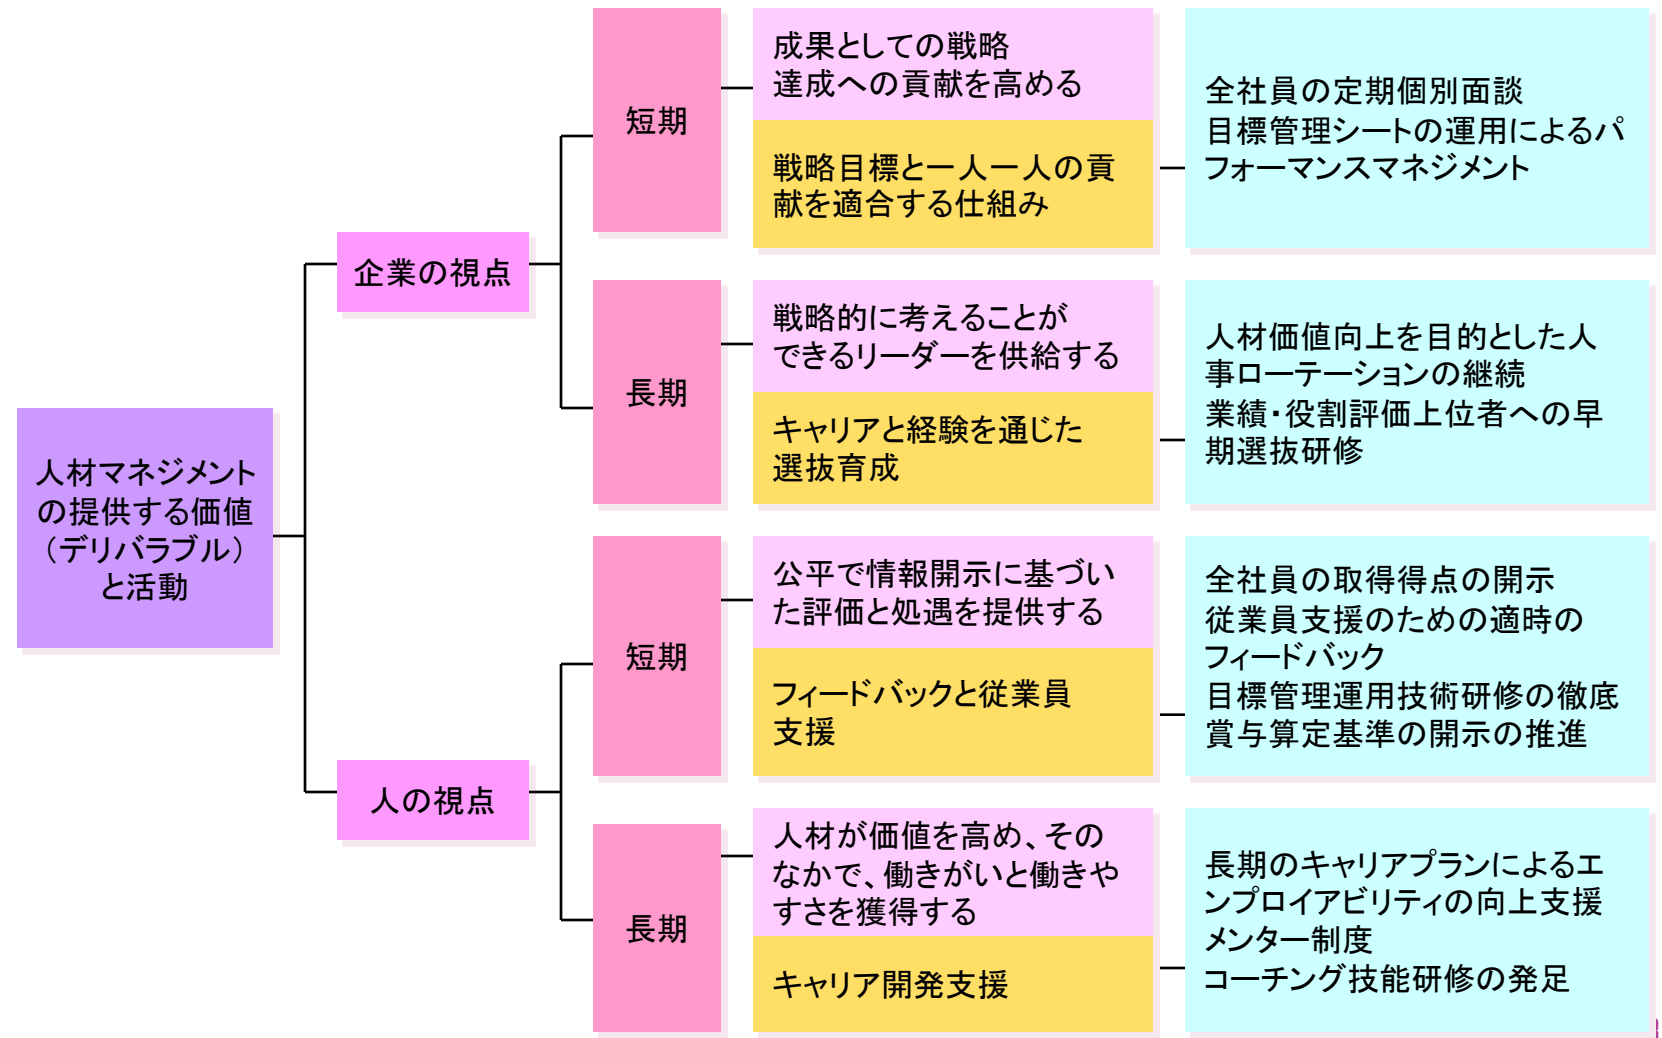 人材マネジメント
の提供する価値
（デリバラブル）
と活動
企業の視点
短期
成果としての戦略
達成への貢献を高める
戦略目標と一人一人の貢
献を適合する仕組み
全社員の定期個別面談
目標管理シートの運用によるパ
フォーマンスマネジメント
長期
戦略的に考えることが
できるリーダーを供給する
キャリアと経験を通じた
選抜育成
人材価値向上を目的とした人
事ローテーションの継続
業績・役割評価上位者への早
期選抜研修
人の視点
短期
公平で情報開示に基づい
た評価と処遇を提供する
フィードバックと従業員
支援
全社員の取得得点の開示
従業員支援のための適時の
フィードバック
目標管理運用技術研修の徹底
賞与算定基準の開示の推進
長期
人材が価値を高め、その
なかで、働きがいと働きや
すさを獲得する
キャリア開発支援
長期のキャリアプランによるエ
ンプロイアビリティの向上支援
メンター制度
コーチング技能研修の発足